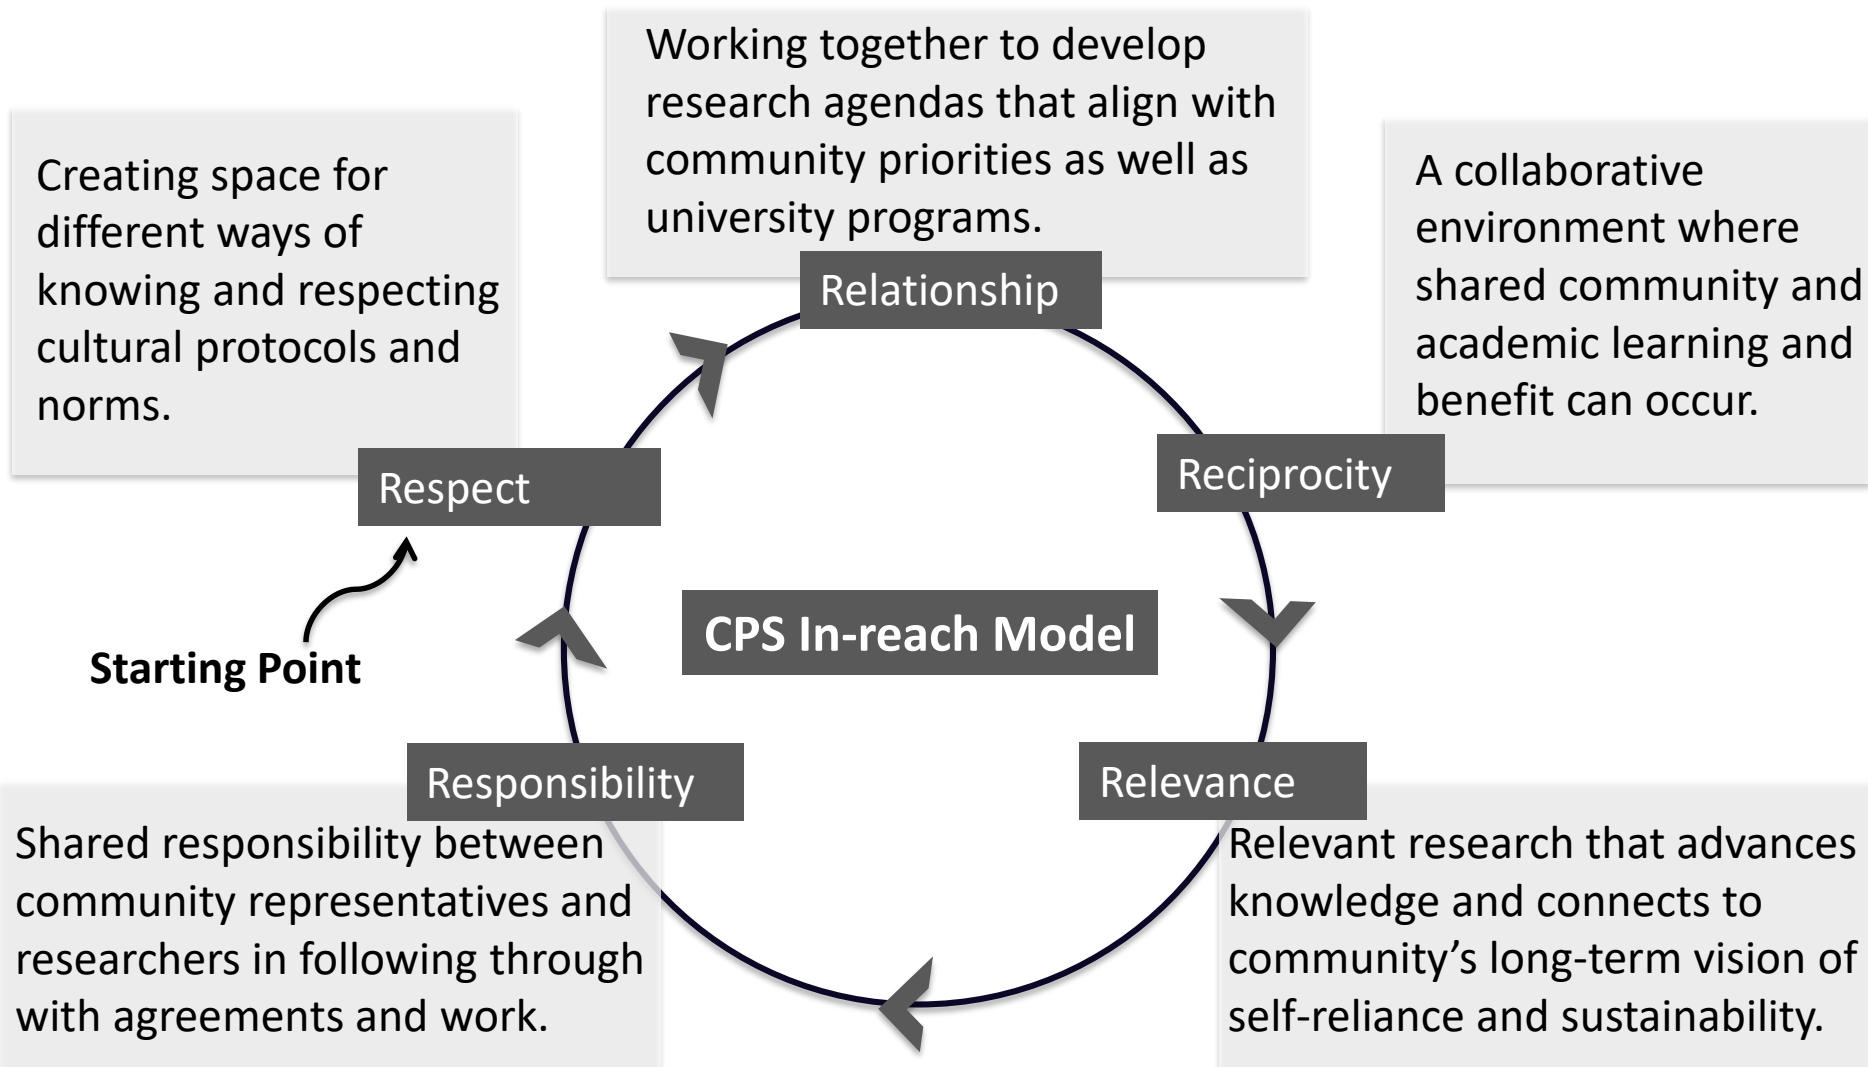 Working together to develop
research agendas that align with
community priorities as well as
university programs.
Relationship
Creating space for
different ways of
knowing and respecting
cultural protocols and
norms.
Respect
A collaborative
environment where
shared community and
academic learning and
benefit can occur.
Reciprocity
Starting Point
CPS In-reach Model
Responsibility
Shared responsibility between
community representatives and
researchers in following through
with agreements and work.
Relevance
Relevant research that advances
knowledge and connects to
community’s long-term vision of
self-reliance and sustainability.